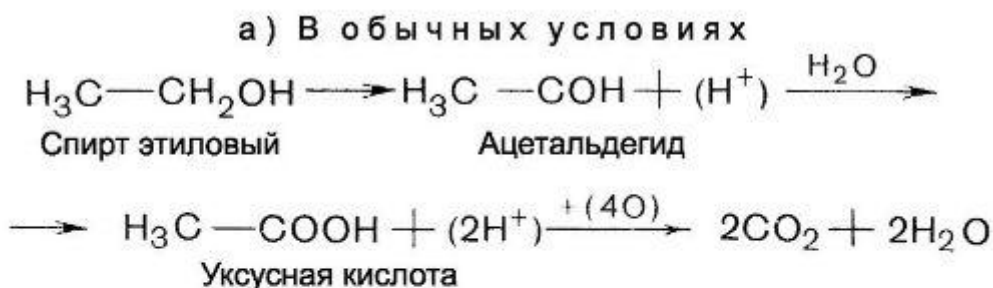 а) В обычных условиях
H₃C—CH₂OH ⟶ H₃C—COH + (H⁺) H₂O ⟶
Спирт этиловый Ацетальдегид
⟶ H₃C—COOH + (2H⁺) +(4O) ⟶ 2CO₂ + 2H₂O
Уксусная кислота